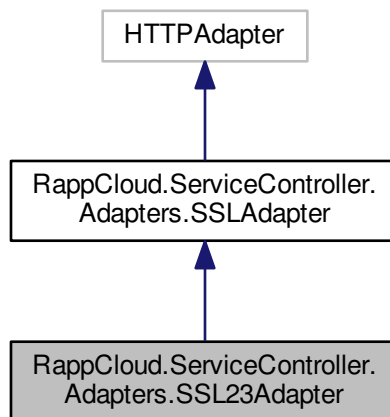 HTTPAdapter
RappCloud.ServiceController.
Adapters.SSLAdapter
RappCloud.ServiceController.
Adapters.SSL23Adapter